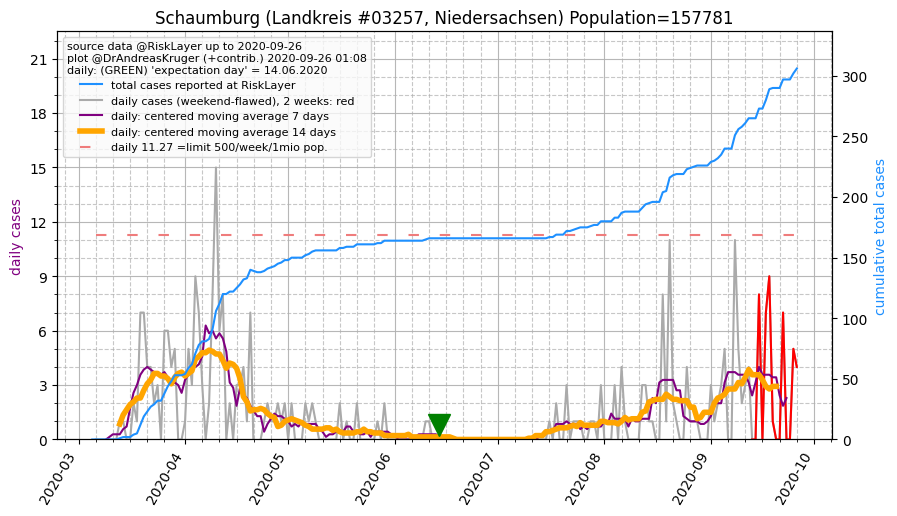 Schaumburg (Landkreis #03257, Niedersachsen) Population=157781
source data @RiskLayer up to 2020-09-26
plot @DrAndreasKruger (+contrib.) 2020-09-26 01:08
daily: (GREEN) 'expectation day' = 14.06.2020
total cases reported at RiskLayer
daily cases (weekend-flawed), 2 weeks: red
daily: centered moving average 7 days
daily: centered moving average 14 days
daily 11.27 =limit 500/week/1mio pop.
daily cases
21
18
15
12
9
6
3
0
300
250
200
150
100
50
0
cumulative total cases
2020-03
2020-04
2020-05
2020-06
2020-07
2020-08
2020-09
2020-10